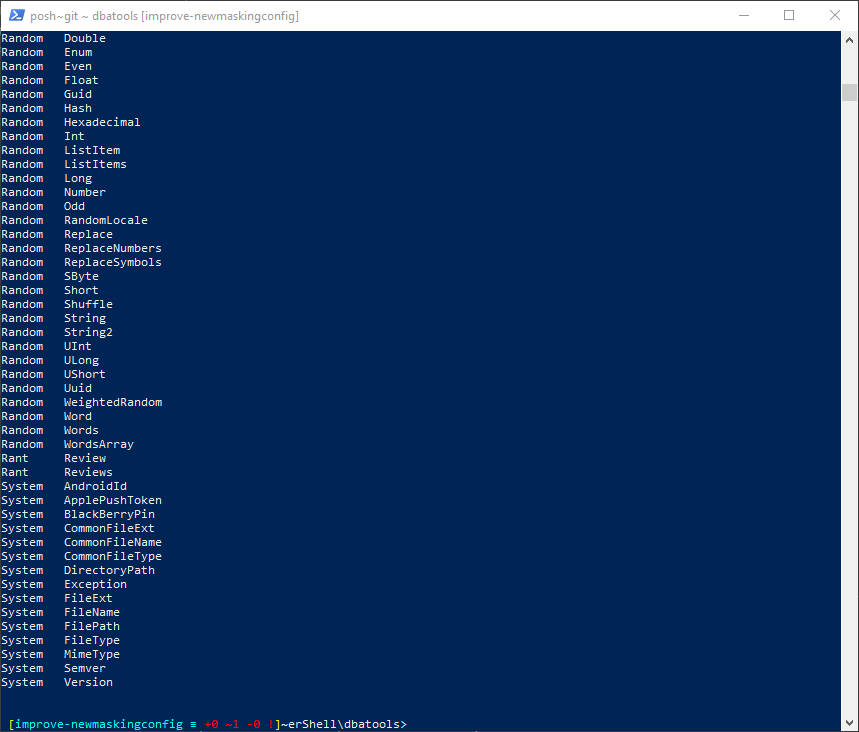 posh~git ~ dbatools [improve-newmaskingconfig]
Random   Double
Random   Enum
Random   Even
Random   Float
Random   Guid
Random   Hash
Random   Hexadecimal
Random   Int
Random   ListItem
Random   ListItems
Random   Long
Random   Number
Random   Odd
Random   RandomLocale
Random   Replace
Random   ReplaceNumbers
Random   ReplaceSymbols
Random   SByte
Random   Short
Random   Shuffle
Random   String
Random   String2
Random   UInt
Random   ULong
Random   UShort
Random   Uuid
Random   WeightedRandom
Random   Word
Random   Words
Random   WordsArray
Rant     Review
Rant     Reviews
System   AndroidId
System   ApplePushToken
System   BlackBerryPin
System   CommonFileExt
System   CommonFileName
System   CommonFileType
System   DirectoryPath
System   Exception
System   FileExt
System   FileName
System   FilePath
System   FileType
System   MimeType
System   Semver
System   Version
[improve-newmaskingconfig ≡ +0 ~1 -0 !]~erShell\dbatools>